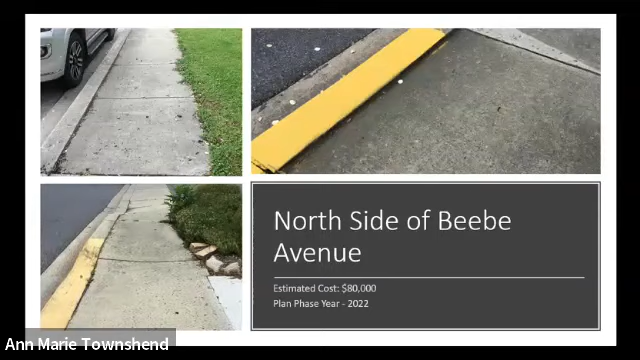 North Side of Beebe
Avenue
Estimated Cost: $80,000
Plan Phase Year - 2022
Ann Marie Townshend